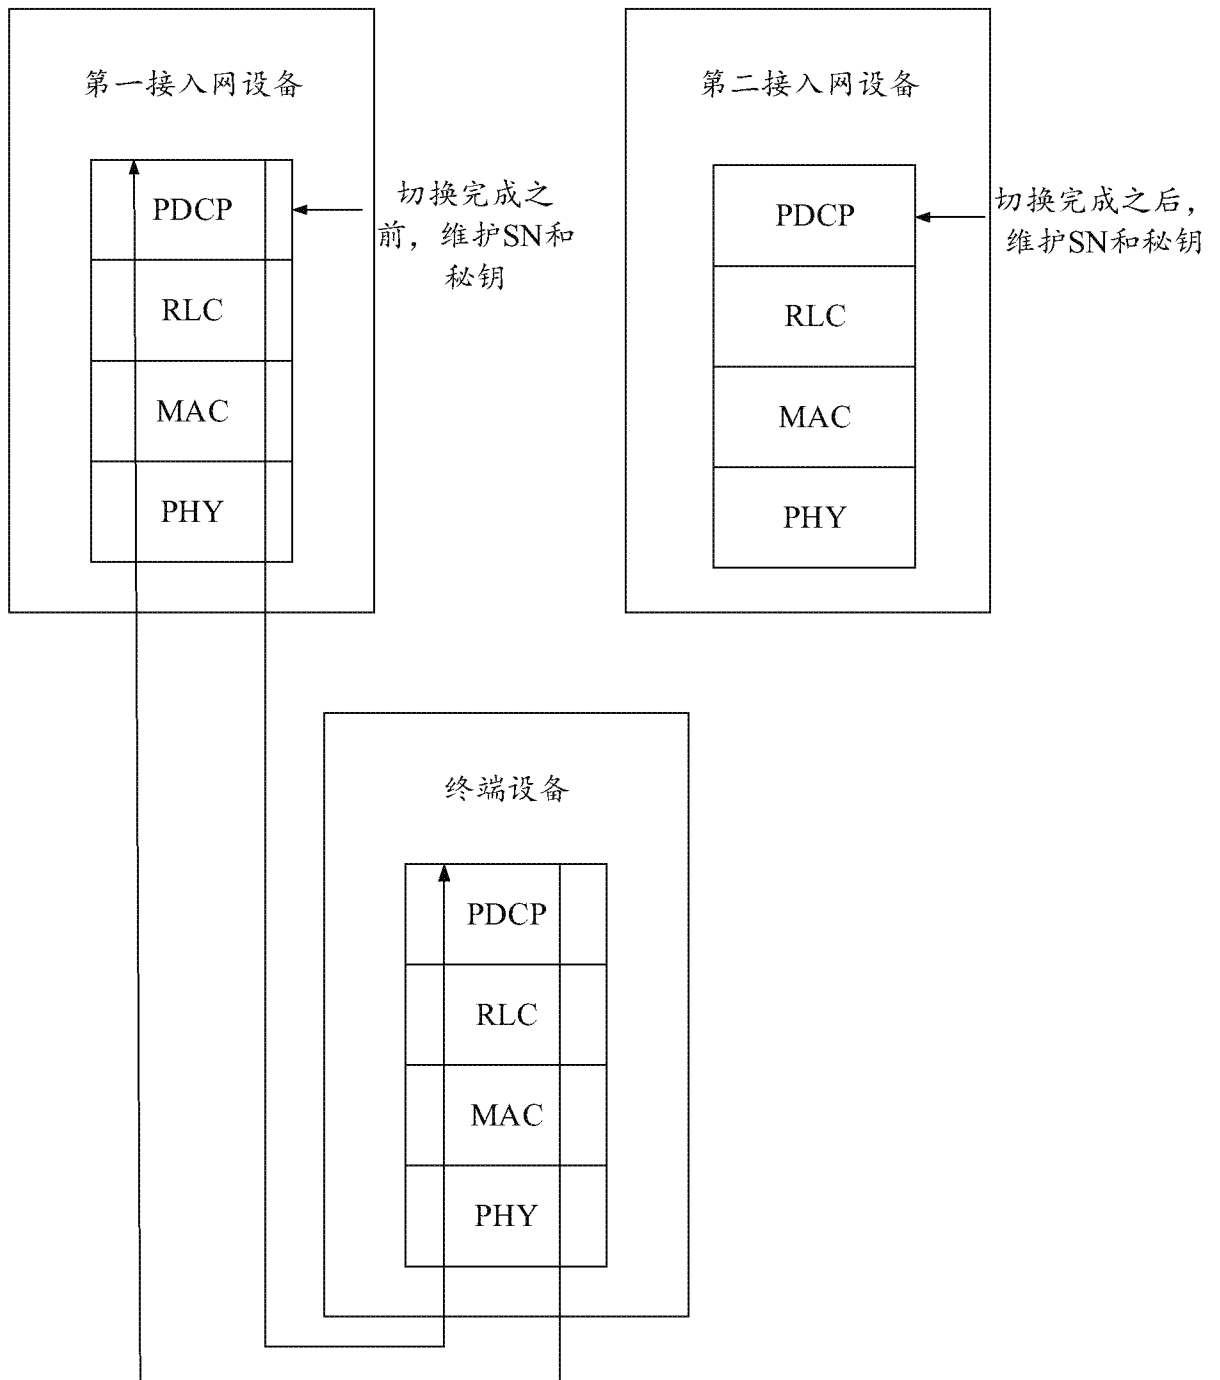 第一接入网设备
PDCP
RLC
MAC
PHY
切换完成之
前，维护SN和
秘钥
第二接入网设备
PDCP
RLC
MAC
PHY
切换完成之后，
维护SN和秘钥
终端设备
PDCP
RLC
MAC
PHY